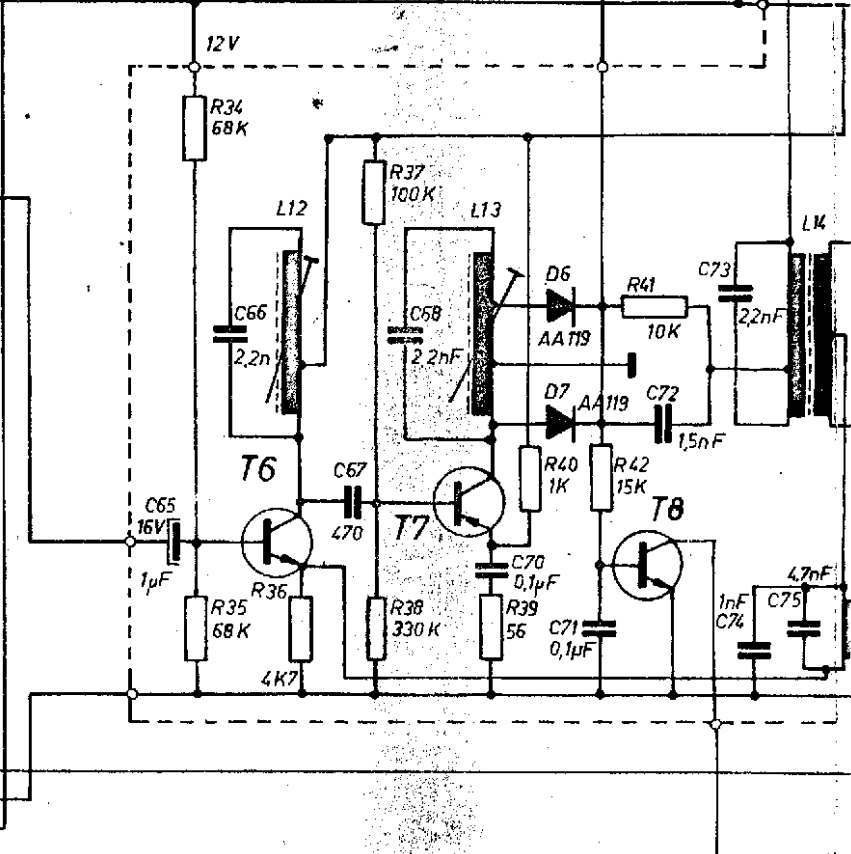 12V
R34
68K
R37
100K
L12
L13
L14
C66
2,2n
C68
2,2nF
D6
AA119
R41
10K
C73
2,2nF
D7
AA119
C72
1,5nF
T6
C67
470
T7
R40
1K
R42
15K
T8
C65
16V
1µF
R36
4K7
R35
68K
R38
330K
C70
0,1µF
R39
56
C71
0,1µF
1nF
C74
4,7nF
C75